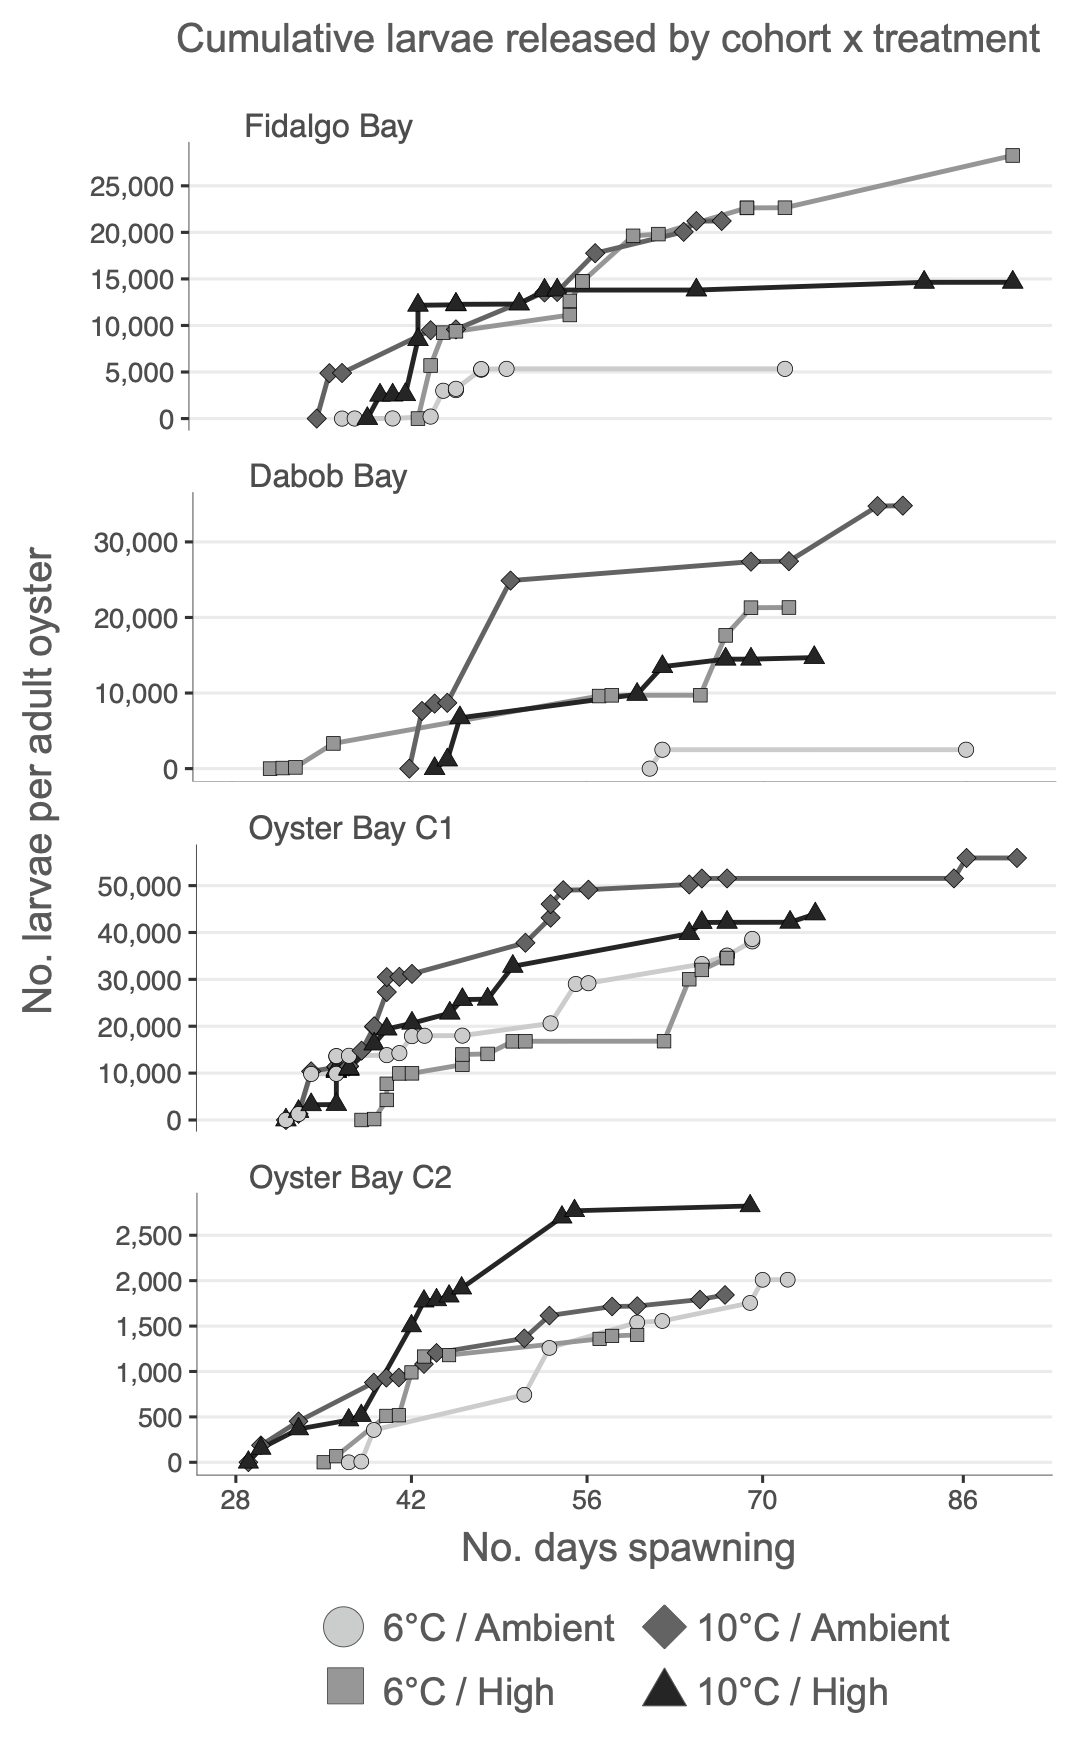 Cumulative larvae released by cohort x treatment
Fidalgo Bay
25,000
20,000
15,000
10,000
5,000
0
Dabob Bay
30,000
20,000
10,000
0
No. larvae per adult oyster
Oyster Bay C1
50,000
40,000
30,000
20,000
10,000
0
Oyster Bay C2
2,500
2,000
1,500
1,000
500
0
28 42 56 70 86
No. days spawning
6°C / Ambient 10°C / Ambient
6°C / High 10°C / High